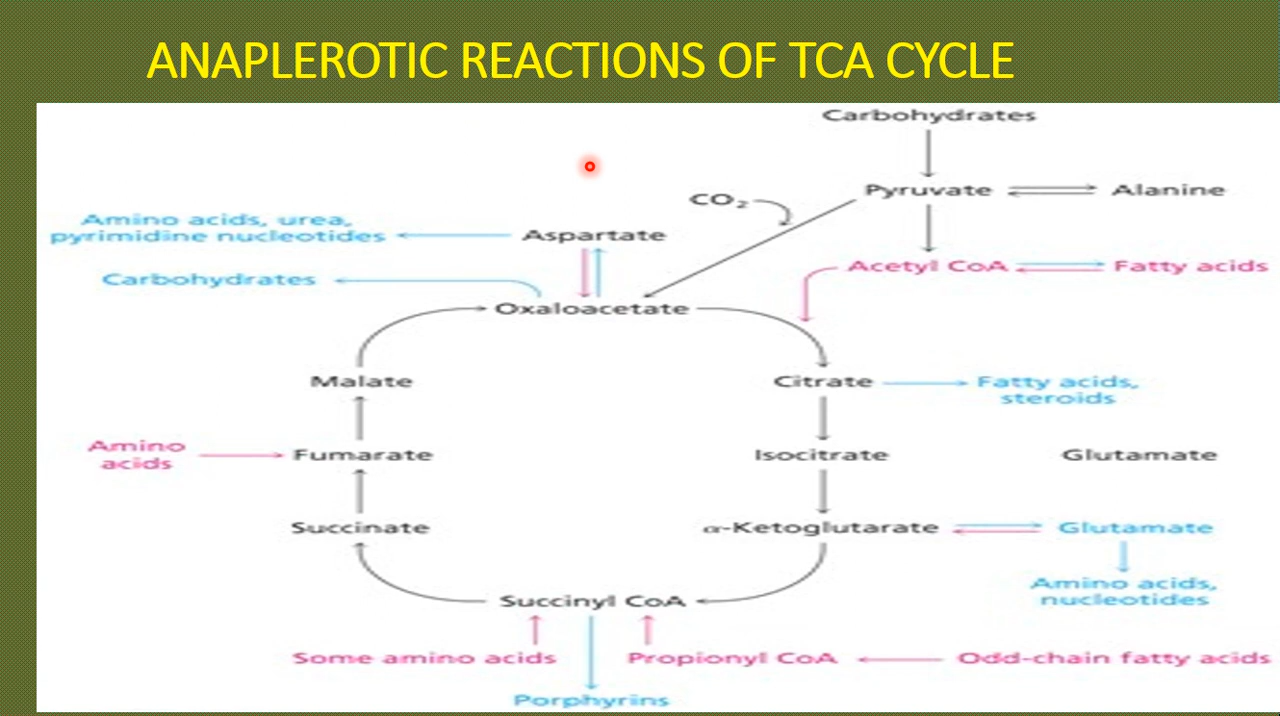 ANAPLEROTIC REACTIONS OF TCA CYCLE
Carbohydrates
CO₂
Pyruvate
Alanine
Amino acids, urea,
pyrimidine nucleotides
Aspartate
Acetyl CoA
Fatty acids
Carbohydrates
Oxaloacetate
Malate
Citrate
Fatty acids,
steroids
Amino
acids
Fumarate
Isocitrate
Glutamate
Succinate
α-Ketoglutarate
Glutamate
Amino acids,
nucleotides
Succinyl CoA
Some amino acids
Propionyl CoA
Odd-chain fatty acids
Porphyrins